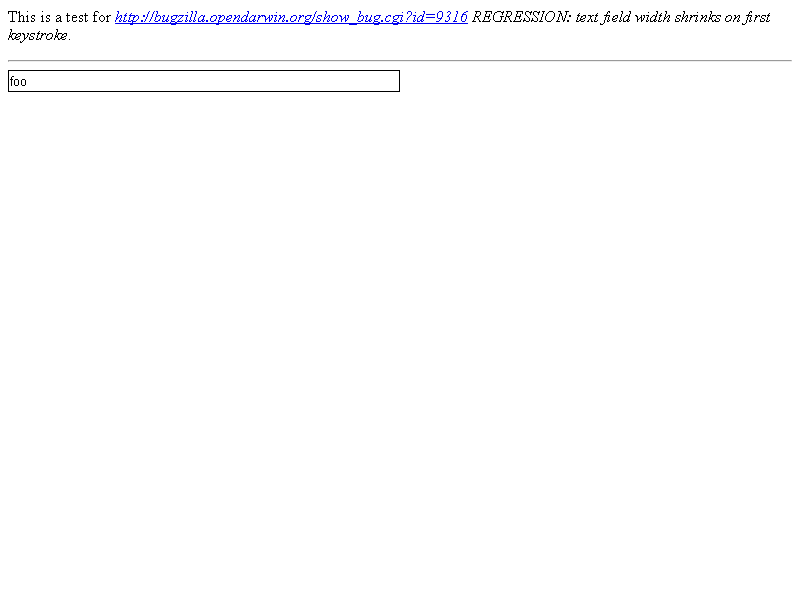 This is a test for http://bugzilla.opendarwin.org/show_bug.cgi?id=9316 REGRESSION: text field width shrinks on first
keystroke.
foo